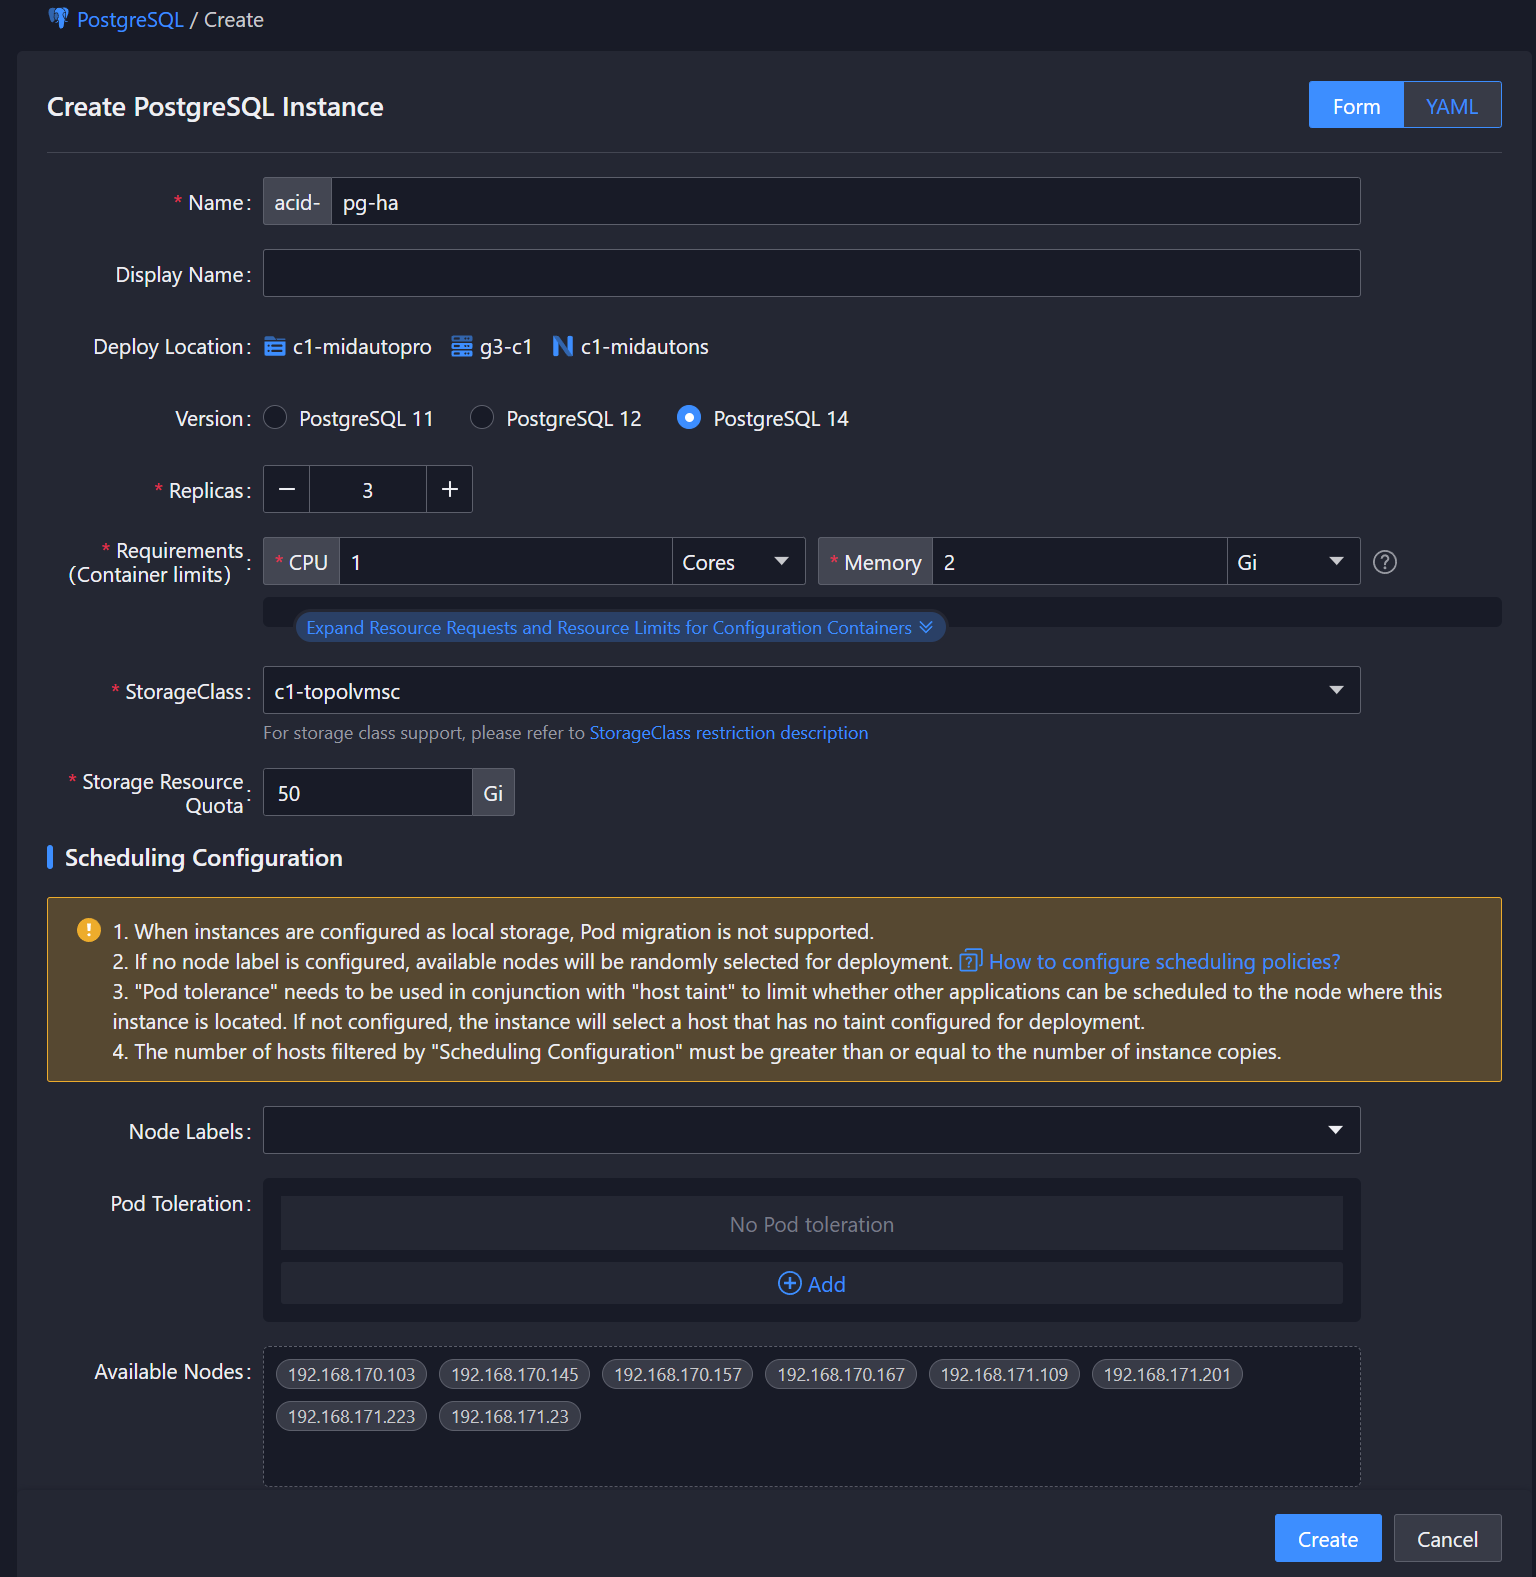 PostgreSQL / Create
Create PostgreSQL Instance
Form YAML
* Name: acid- pg-ha
Display Name:
Deploy Location: c1-midautopro g3-c1 c1-midautons
Version: PostgreSQL 11 PostgreSQL 12 PostgreSQL 14
* Replicas: 3
* Requirements (Container limits) : * CPU 1 Cores * Memory 2 Gi
Expand Resource Requests and Resource Limits for Configuration Containers
* StorageClass: c1-topolvmsc
For storage class support, please refer to StorageClass restriction description
* Storage Resource Quota : 50 Gi
Scheduling Configuration
1. When instances are configured as local storage, Pod migration is not supported.
2. If no node label is configured, available nodes will be randomly selected for deployment. How to configure scheduling policies?
3. "Pod tolerance" needs to be used in conjunction with "host taint" to limit whether other applications can be scheduled to the node where this
instance is located. If not configured, the instance will select a host that has no taint configured for deployment.
4. The number of hosts filtered by "Scheduling Configuration" must be greater than or equal to the number of instance copies.
Node Labels:
Pod Toleration: No Pod toleration
Add
Available Nodes: 192.168.170.103 192.168.170.145 192.168.170.157 192.168.170.167 192.168.171.109 192.168.171.201
192.168.171.223 192.168.171.23
Create Cancel